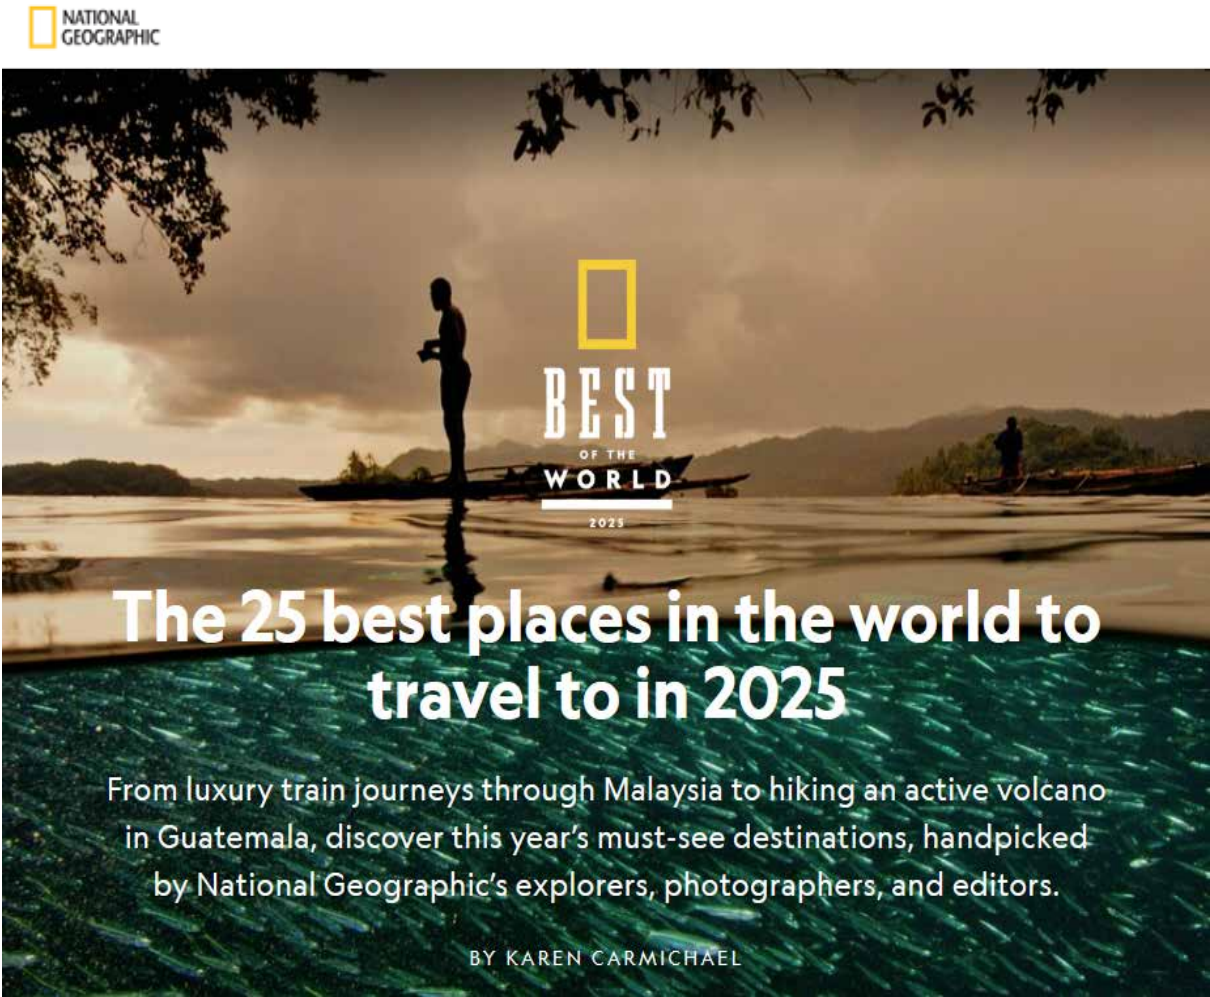 NATIONAL
GEOGRAPHIC
BEST
OF THE
WORLD
2025
The 25 best places in the world to
travel to in 2025
From luxury train journeys through Malaysia to hiking an active volcano
in Guatemala, discover this year’s must-see destinations, handpicked
by National Geographic’s explorers, photographers, and editors.
BY KAREN CARMICHAEL